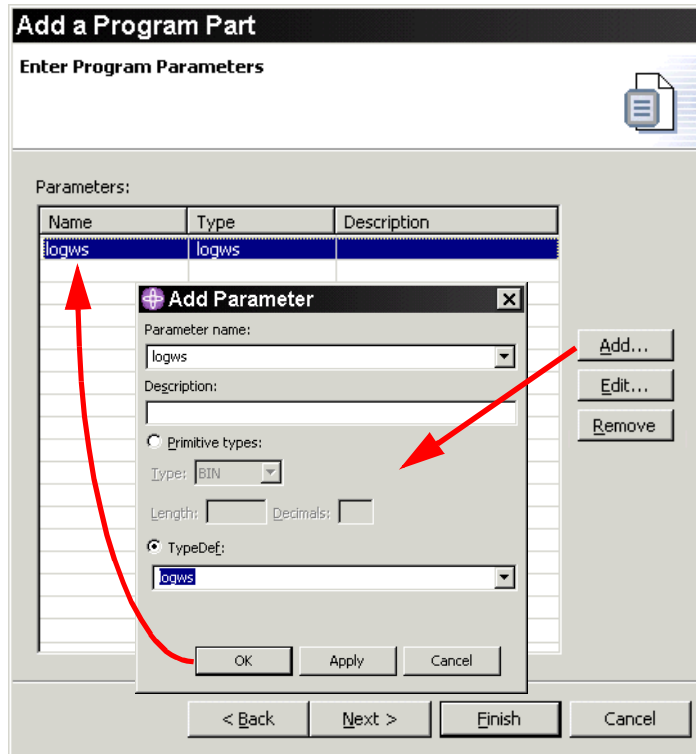 Add a Program Part
Enter Program Parameters
Parameters:
Name Type Description
logws logws
Add Parameter
Parameter name:
logws
Description:
Primitive types:
Type: BIN
Length: Decimals:
TypeDef:
logws
OK Apply Cancel
Add...
Edit...
Remove
< Back Next > Finish Cancel